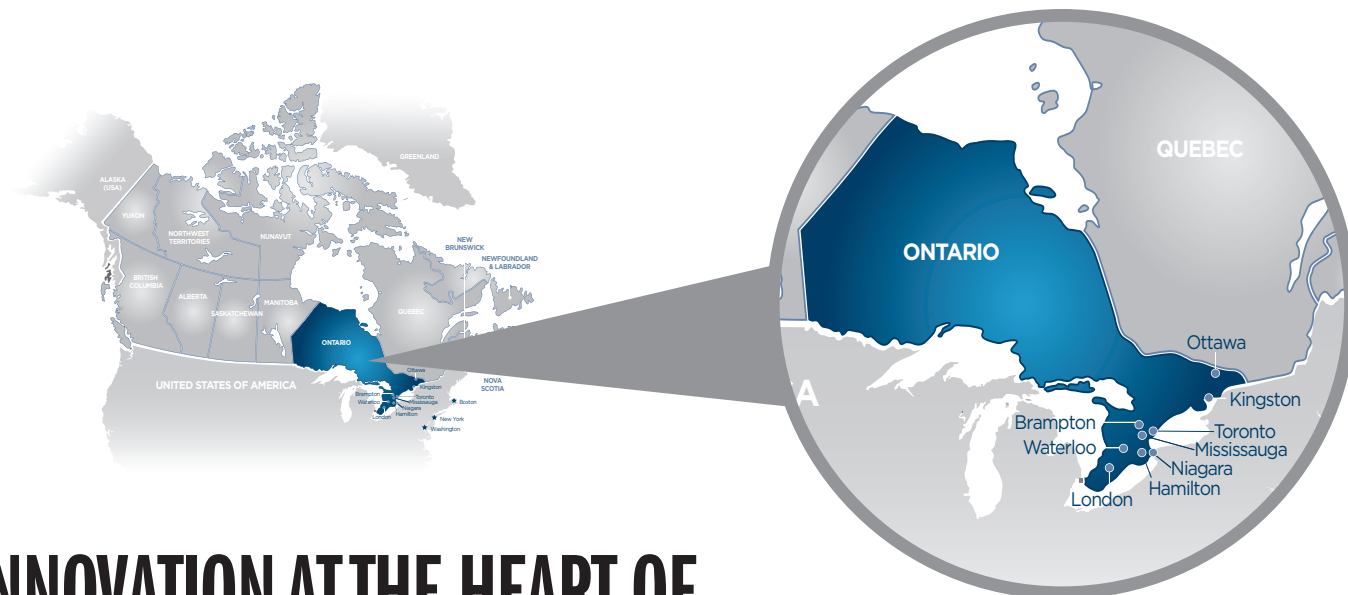 GREENLAND
ALASKA
(USA)
YUKON
NORTHWEST
TERRITORIES
NUNAVUT
NEW
BRUNSWICK
NEWFOUNDLAND
& LABRADOR
BRITISH
COLUMBIA
ALBERTA
SASKATCHEWAN
MANITOBA
QUEBEC
ONTARIO
UNITED STATES OF AMERICA
NOVA
SCOTIA
Ottawa
Kingston
Brampton
Toronto
Waterloo
Mississauga
Niagara
Hamilton
London
Boston
New York
Washington
QUEBEC
ONTARIO
A
Ottawa
Kingston
Brampton
Toronto
Waterloo
Mississauga
Niagara
Hamilton
London
NNOVATION AT THE HEART OF